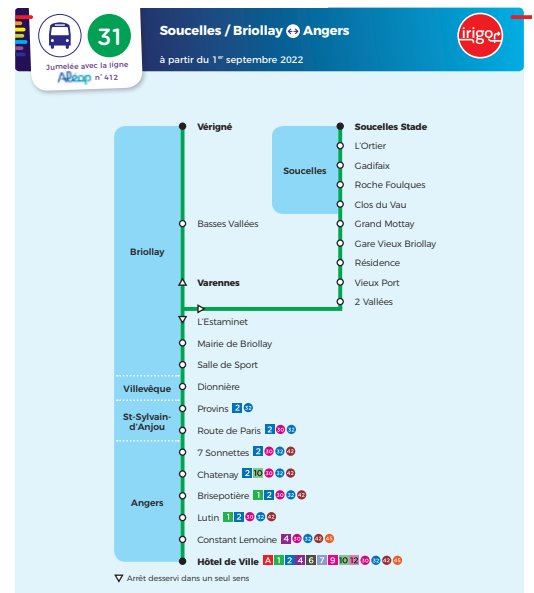 31
Soucelles / Briollay Angers
irigo
Jumelée avec la ligne
Aléop n° 412
à partir du 1er septembre 2022
Vérigné
Soucelles Stade
L'Ortier
Gadifaix
Soucelles
Roche Foulques
Clos du Vau
Basses Vallées
Grand Mottay
Gare Vieux Briollay
Briollay
Résidence
Varennes
Vieux Port
2 Vallées
L'Estaminet
Mairie de Briollay
Salle de Sport
Villevêque
Dionnière
St-Sylvain-
d'Anjou
Provins 2 32
Route de Paris 2 30 32
7 Sonnettes 2 30 32 42
Chatenay 2 10 30 32 42
Angers
Brisepotière 1 2 30 32 42
Lutin 1 2 30 32 42
Constant Lemoine 4 30 32 42 45
Hôtel de Ville A 1 2 4 6 7 9 10 12 30 32 42 45
Arrêt desservi dans un seul sens